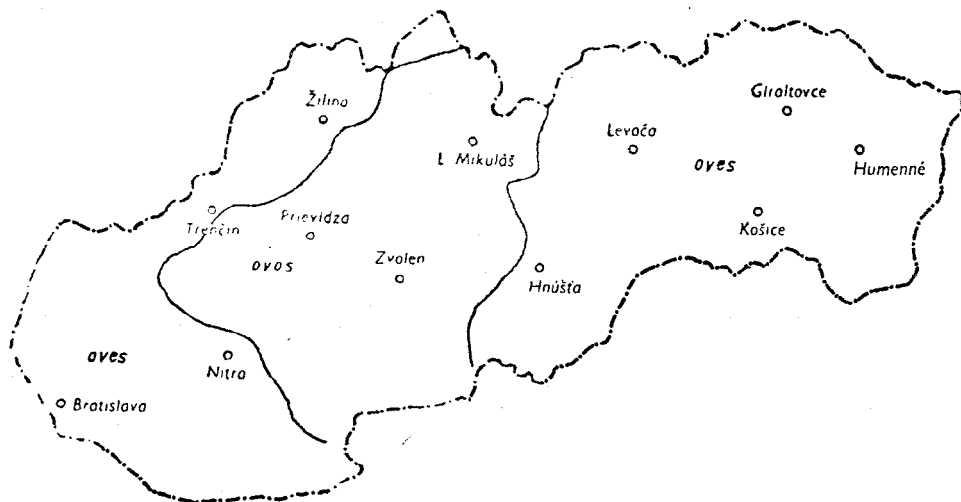 Žilina
Giraltovce
Levoča
L. Mikuláš
oves
Humenné
Trenčín
Prievidza
Košice
ovos
Zvolen
Hnúšťa
oves
Nitra
Bratislava